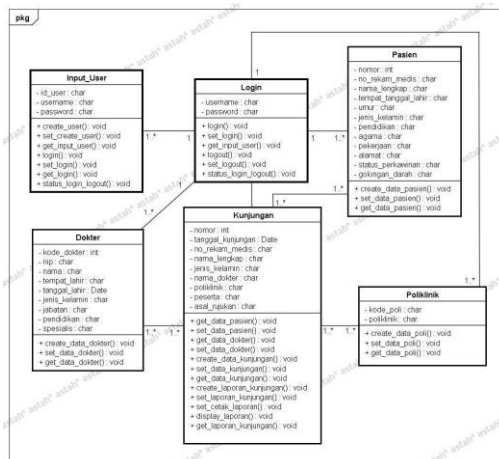 pkg
Input_User
- id_user : char
- username : char
- password : char
+ create_user() : void
+ set_create_user() : void
+ get_input_user() : void
+ login() : void
+ set_login() : void
+ get_login() : void
+ status_login_logout() : void
1..*
1
Login
- username : char
- password : char
+ login() : void
+ set_login() : void
+ get_input_user() : void
+ logout() : void
+ set_logout() : void
+ status_login_logout() : void
1
1
1..*
1
Pasien
- nomor : int
- no_rekam_medis : char
- nama_lengkap : char
- tempat_tanggal_lahir : char
- umur : char
- jenis_kelamin : char
- pendidikan : char
- agama : char
- pekerjaan : char
- alamat : char
- status_perkawinan : char
- gokingan_darah : char
+ create_data_pasien() : void
+ set_data_pasien() : void
+ get_data_pasien() : void
1..*
1..*
Dokter
- kode_dokter : int
- nip : char
- nama : char
- tempat_lahir : char
- tanggal_lahir : Date
- jenis_kelamin : char
- jabatan : char
- pendidikan : char
- spesialis : char
+ create_data_dokter() : void
+ set_data_dokter() : void
+ get_data_dokter() : void
1..*
1..*
1..*
Kunjungan
- nomor : int
- tanggal_kunjungan : Date
- no_rekam_medis : char
- nama_lengkap : char
- jenis_kelamin : char
- nama_dokter : char
- poliklinik : char
- peserta : char
- asal_rujukan : char
+ get_data_pasien() : void
+ set_data_pasien() : void
+ get_data_dokter() : void
+ set_data_dokter() : void
+ create_data_kunjungan() : void
+ set_data_kunjungan() : void
+ get_data_kunjungan() : void
+ create_laporan_kunjungan() : void
+ set_laporan_kunjungan() : void
+ set_cetak_laporan() : void
+ display_laporan() : void
+ get_laporan_kunjungan() : void
1..*
1..*
1..*
Poliklinik
- kode_poli : char
- poliklinik : char
+ create_data_poli() : void
+ set_data_poli() : void
+ get_data_poli() : void